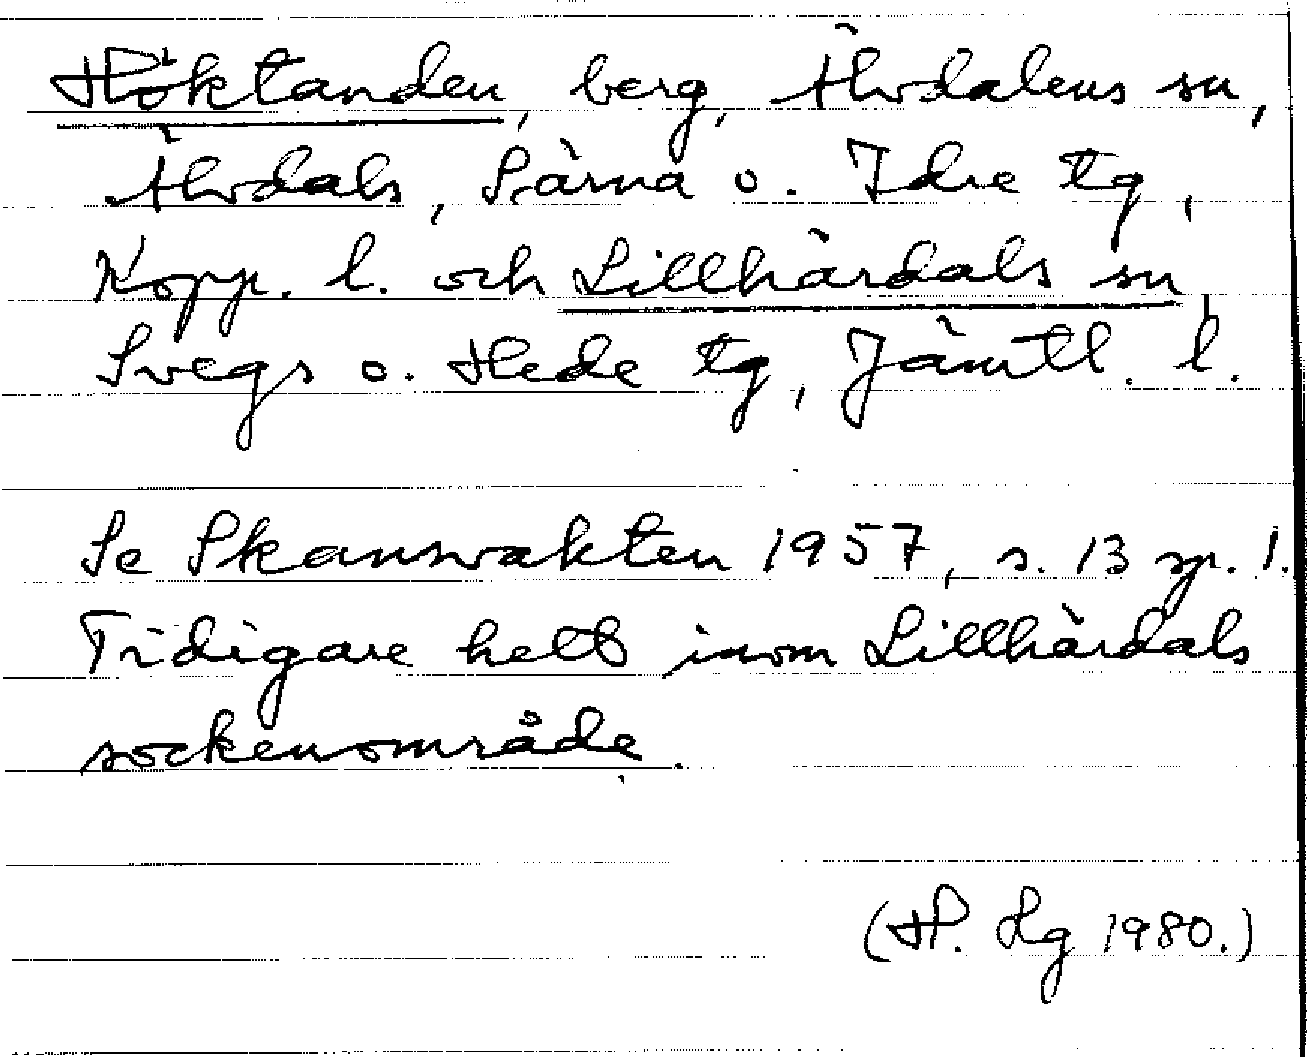 Höktanden, berg, Älvdalens sn,
Älvdals, Särna o. Idre tg,
Kopp. l. och Lillhärdals sn,
Svegs o. Hede tg, Jämtl. l.
Se Skansvakten 1957, s. 13 sp. 1.
Tidigare helt inom Lillhärdals
sockenområde.
(H. Lg 1980.)